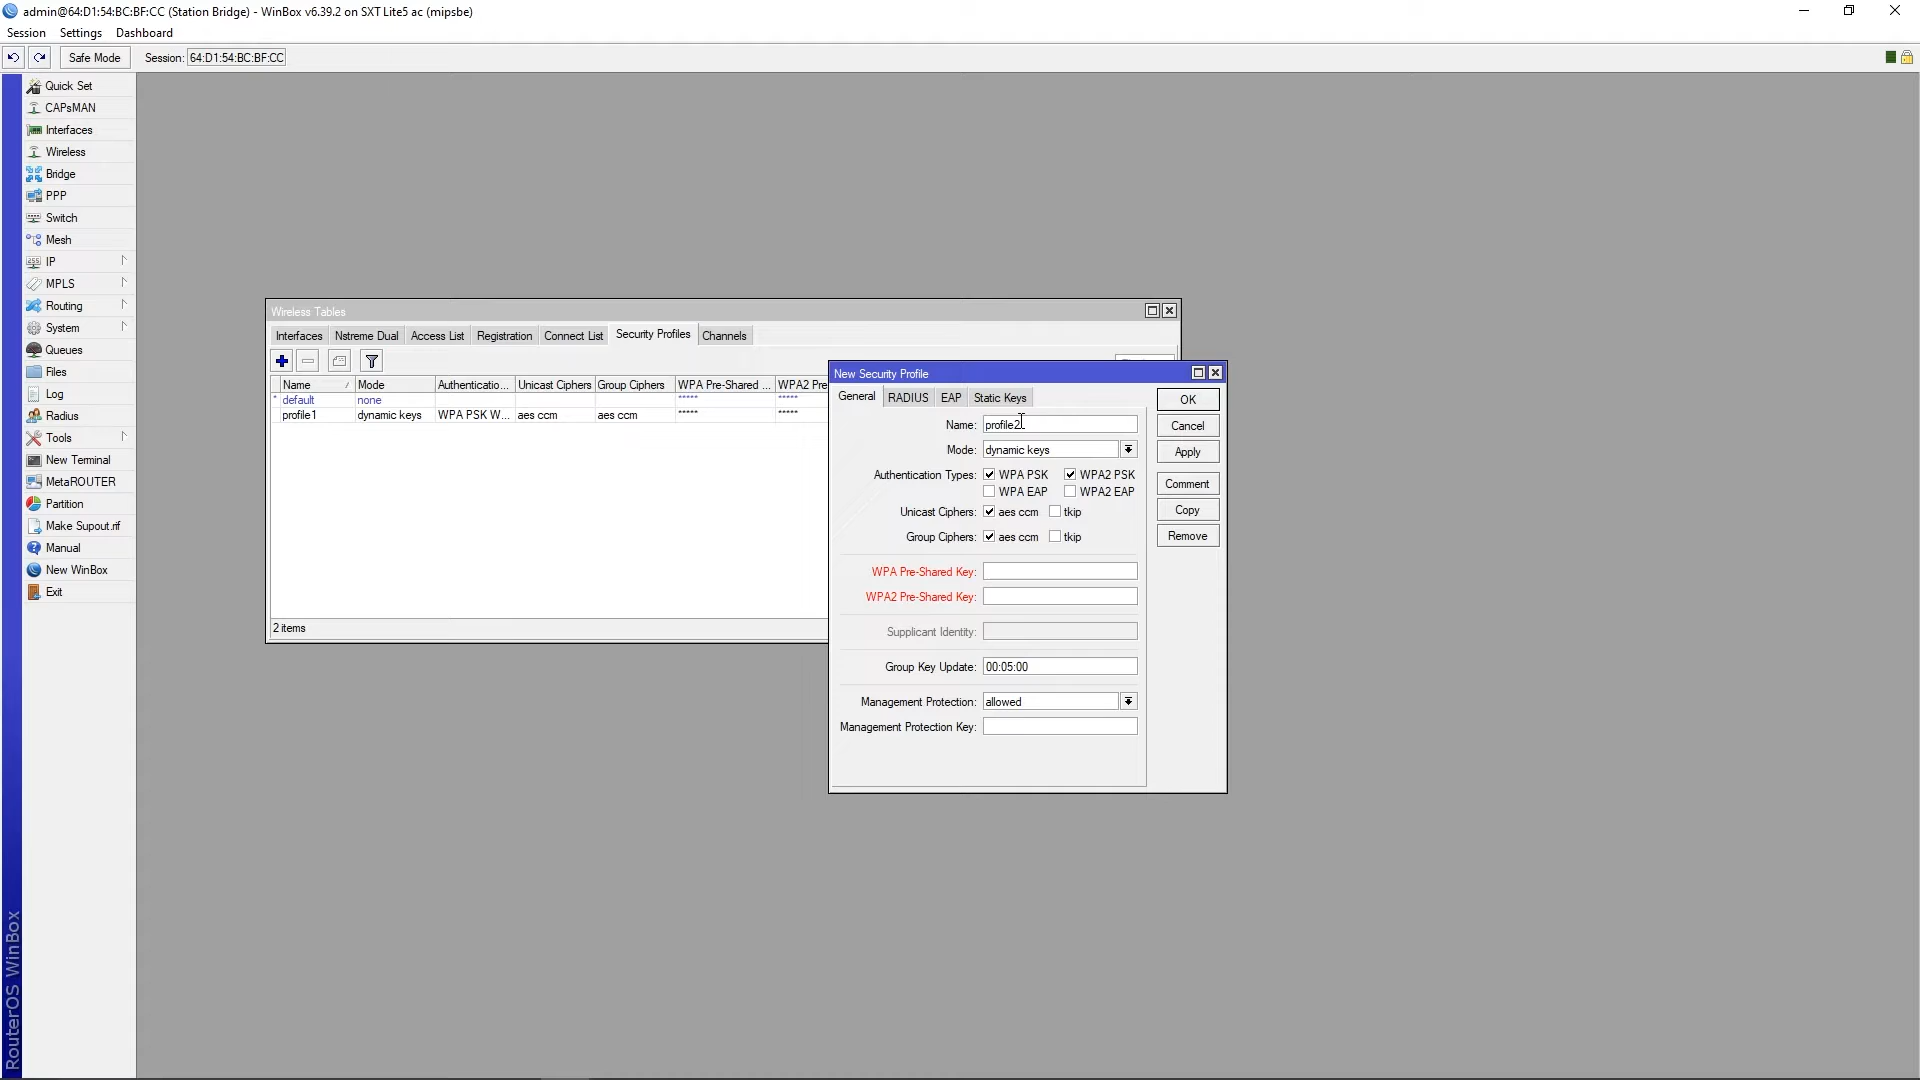 admin@64:D1:54:BC:BF:CC (Station Bridge) - WinBox v6.39.2 on SXT Lite5 ac (mipsbe)
Session Settings Dashboard
Safe Mode Session: 64:D1:54:BC:BF:CC
Quick Set
CAPsMAN
Interfaces
Wireless
Bridge
PPP
Switch
Mesh
IP
MPLS
Routing
System
Queues
Files
Log
Radius
Tools
New Terminal
MetaROUTER
Partition
Make Supout.rif
Manual
New WinBox
Exit
RouterOS WinBox
Wireless Tables
Interfaces Nstreme Dual Access List Registration Connect List Security Profiles Channels
Name / Mode Authenticatio... Unicast Ciphers Group Ciphers WPA Pre-Shared ... WPA2 Pre
* default none ***** *****
profile1 dynamic keys WPA PSK W... aes ccm aes ccm ***** *****
2 items
New Security Profile
General RADIUS EAP Static Keys
Name: profile2
Mode: dynamic keys
Authentication Types: WPA PSK WPA2 PSK
WPA EAP WPA2 EAP
Unicast Ciphers: aes ccm tkip
Group Ciphers: aes ccm tkip
WPA Pre-Shared Key:
WPA2 Pre-Shared Key:
Supplicant Identity:
Group Key Update: 00:05:00
Management Protection: allowed
Management Protection Key:
OK
Cancel
Apply
Comment
Copy
Remove